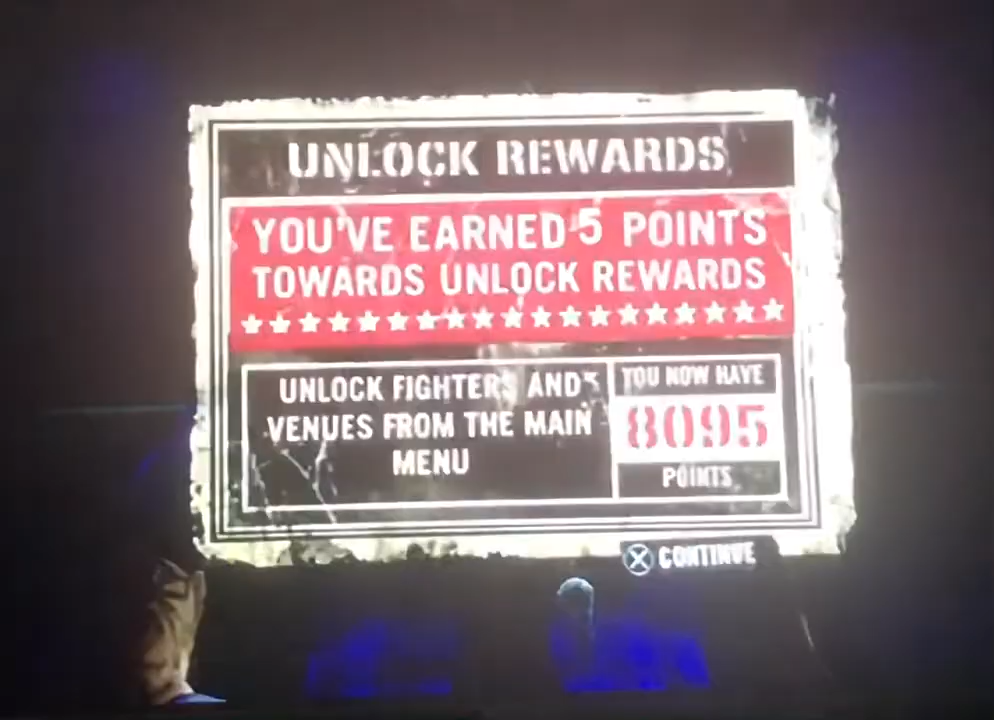 UNLOCK REWARDS
YOU'VE EARNED 5 POINTS
TOWARDS UNLOCK REWARDS
UNLOCK FIGHTERS AND
VENUES FROM THE MAIN
MENU
YOU NOW HAVE
8095
POINTS
CONTINUE